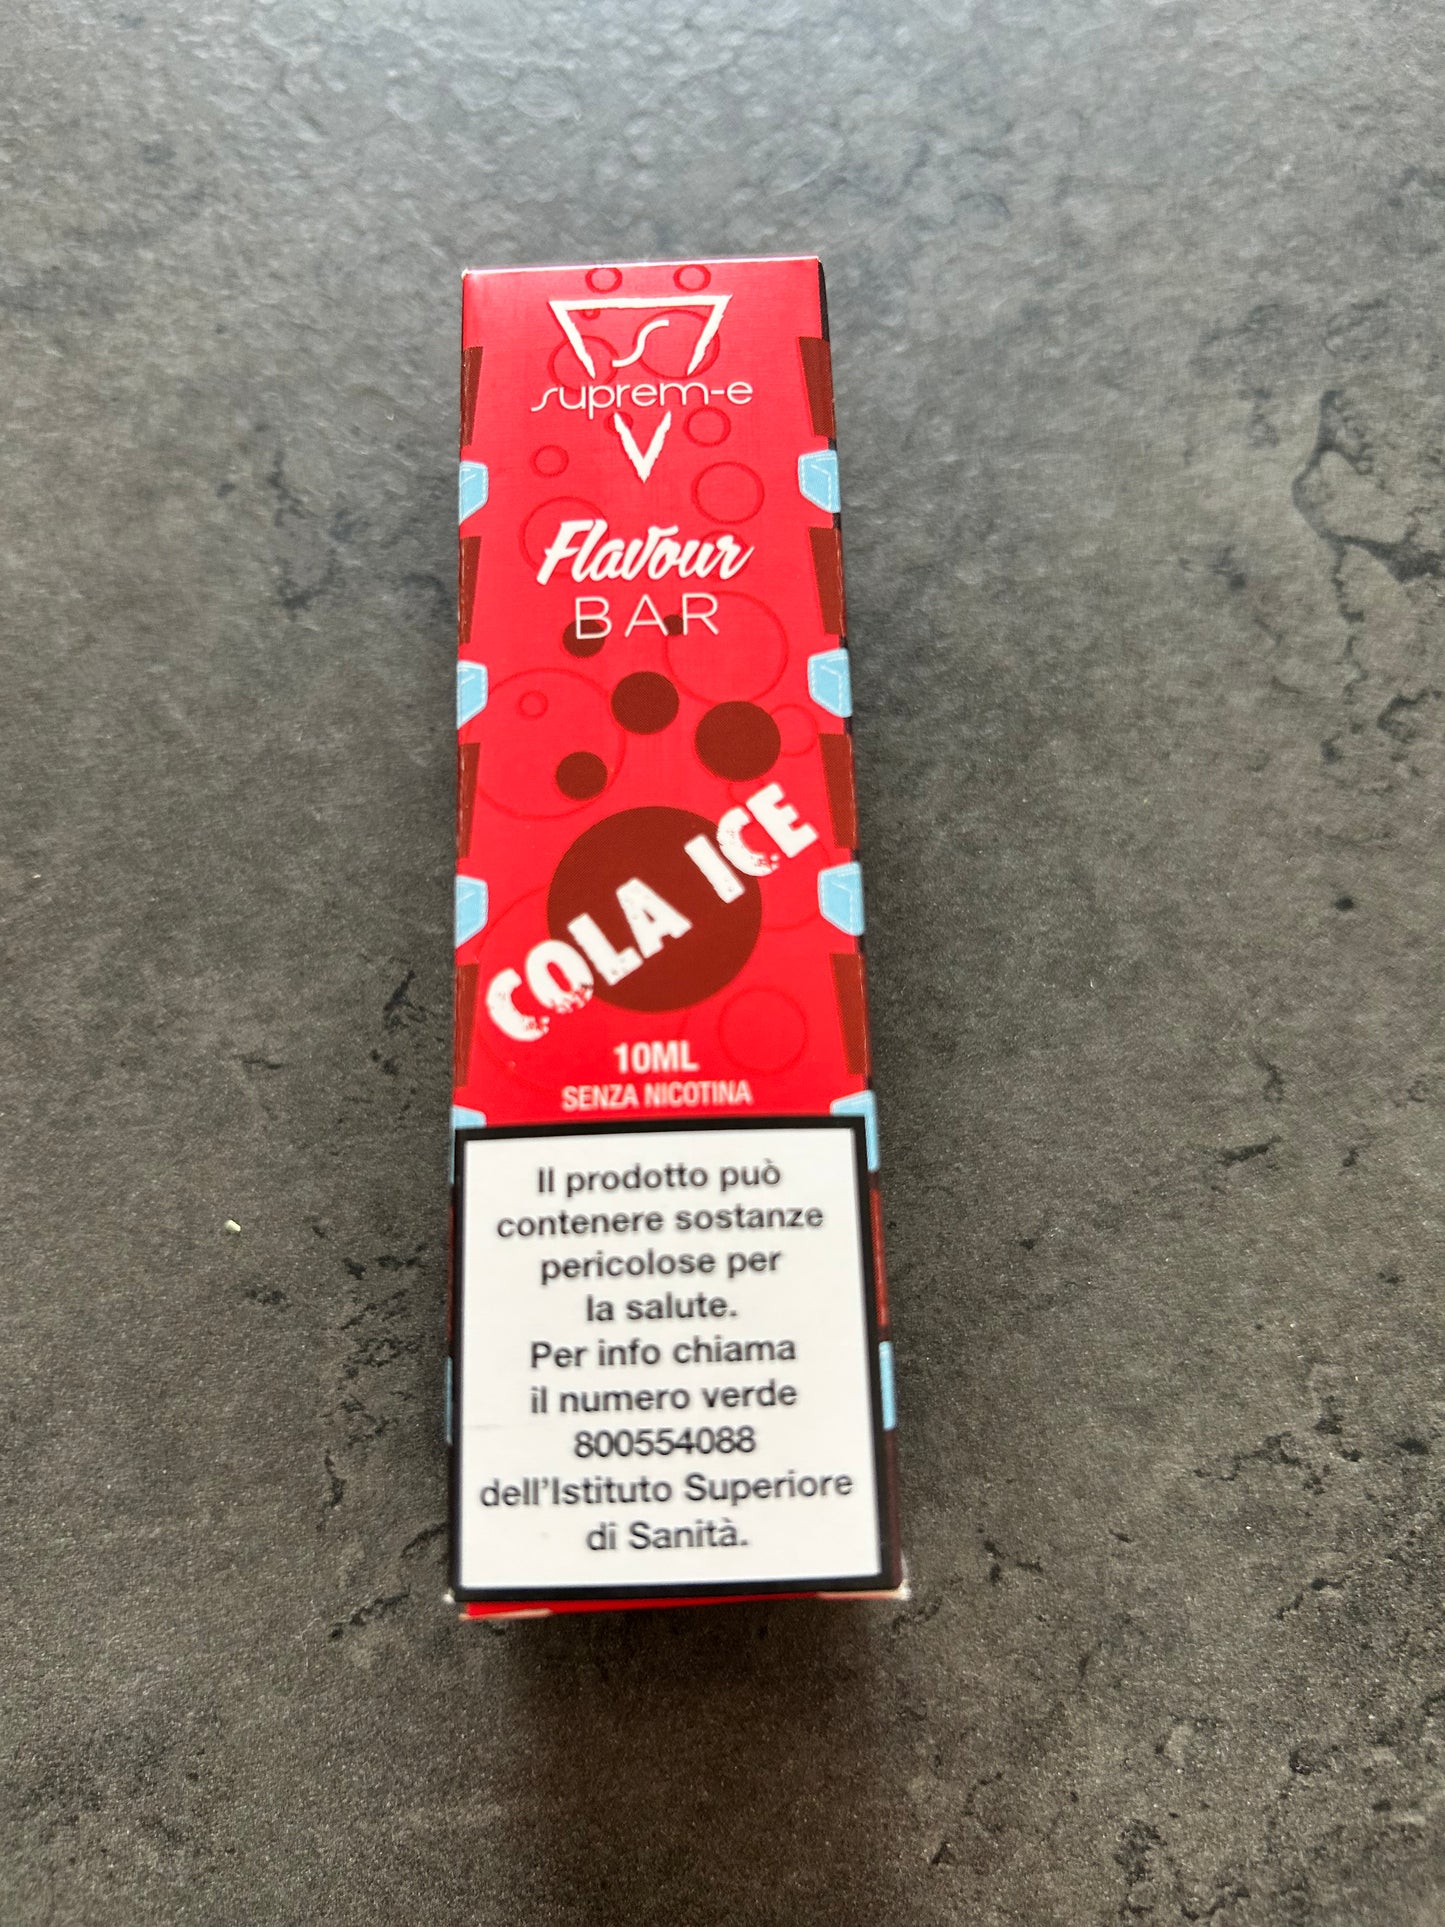 S
suprem-e
Flavour
BAR
COLA ICE
10ML
SENZA NICOTINA
Il prodotto può
contenere sostanze
pericolose per
la salute.
Per info chiama
il numero verde
800554088
dell'Istituto Superiore
di Sanità.